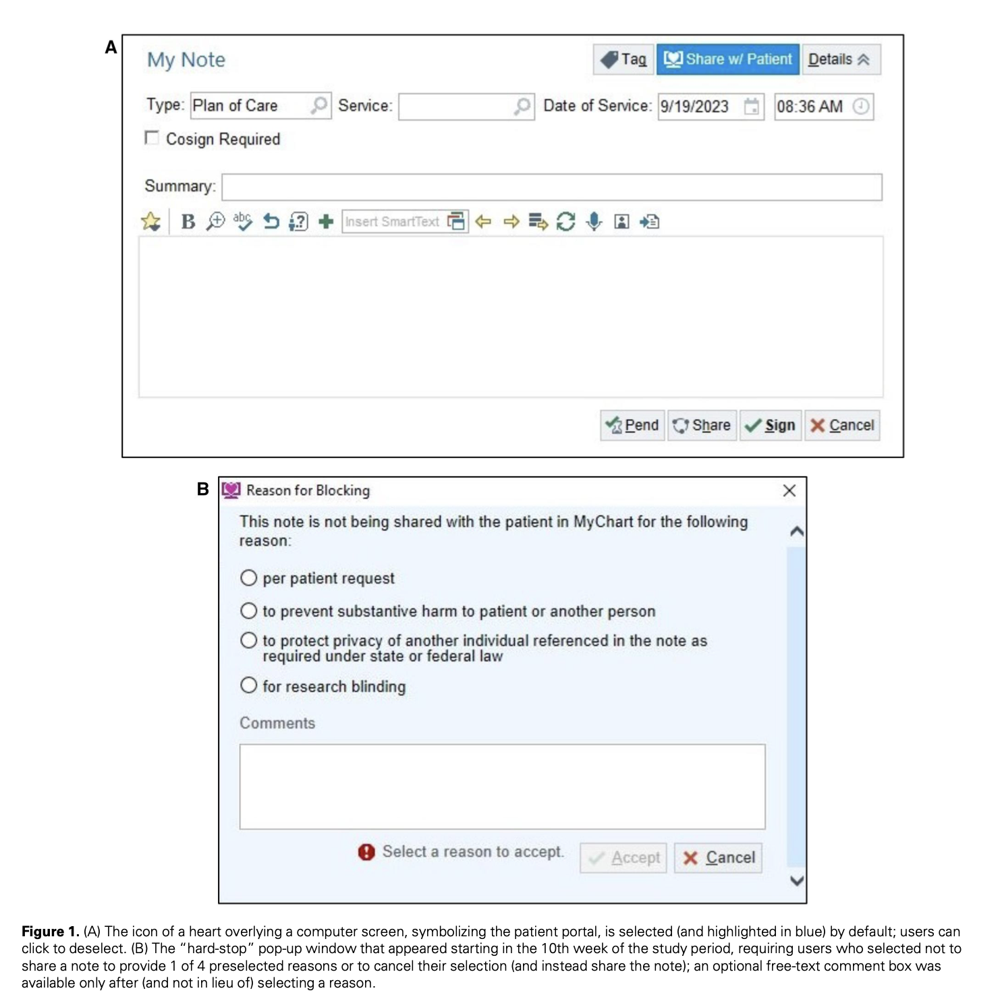 A
My Note
Tag
Share w/ Patient
Details
Type: Plan of Care
Service:
Date of Service: 9/19/2023 08:36 AM
Cosign Required
Summary:
B abc Insert SmartText
Pend Share Sign Cancel
B
Reason for Blocking
This note is not being shared with the patient in MyChart for the following
reason:
per patient request
to prevent substantive harm to patient or another person
to protect privacy of another individual referenced in the note as
required under state or federal law
for research blinding
Comments
Select a reason to accept. Accept Cancel
Figure 1. (A) The icon of a heart overlying a computer screen, symbolizing the patient portal, is selected (and highlighted in blue) by default; users can
click to deselect. (B) The “hard-stop” pop-up window that appeared starting in the 10th week of the study period, requiring users who selected not to
share a note to provide 1 of 4 preselected reasons or to cancel their selection (and instead share the note); an optional free-text comment box was
available only after (and not in lieu of) selecting a reason.